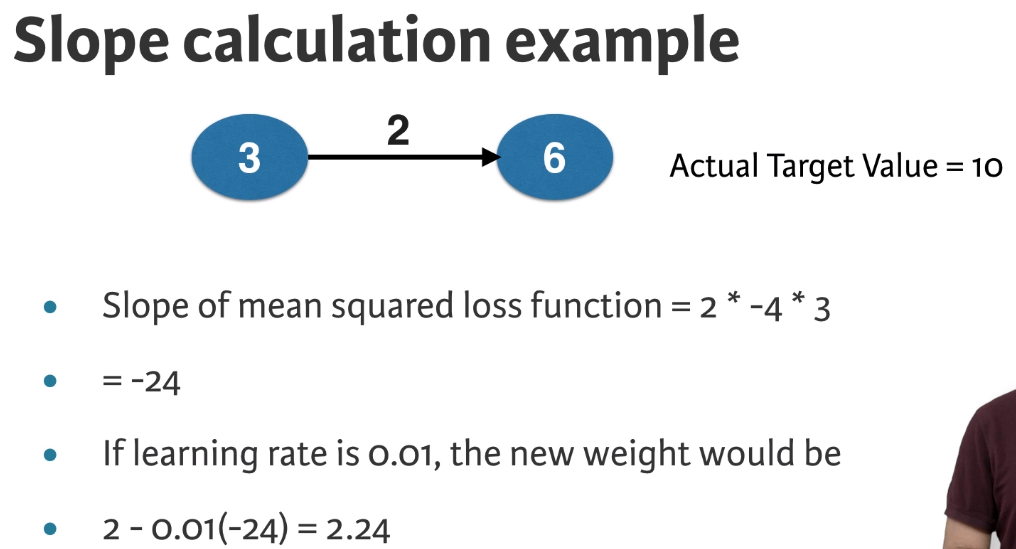 Slope calculation example
2
3
6
Actual Target Value = 10
• Slope of mean squared loss function = 2 * -4 * 3
• = -24
• If learning rate is 0.01, the new weight would be
• 2 - 0.01(-24) = 2.24